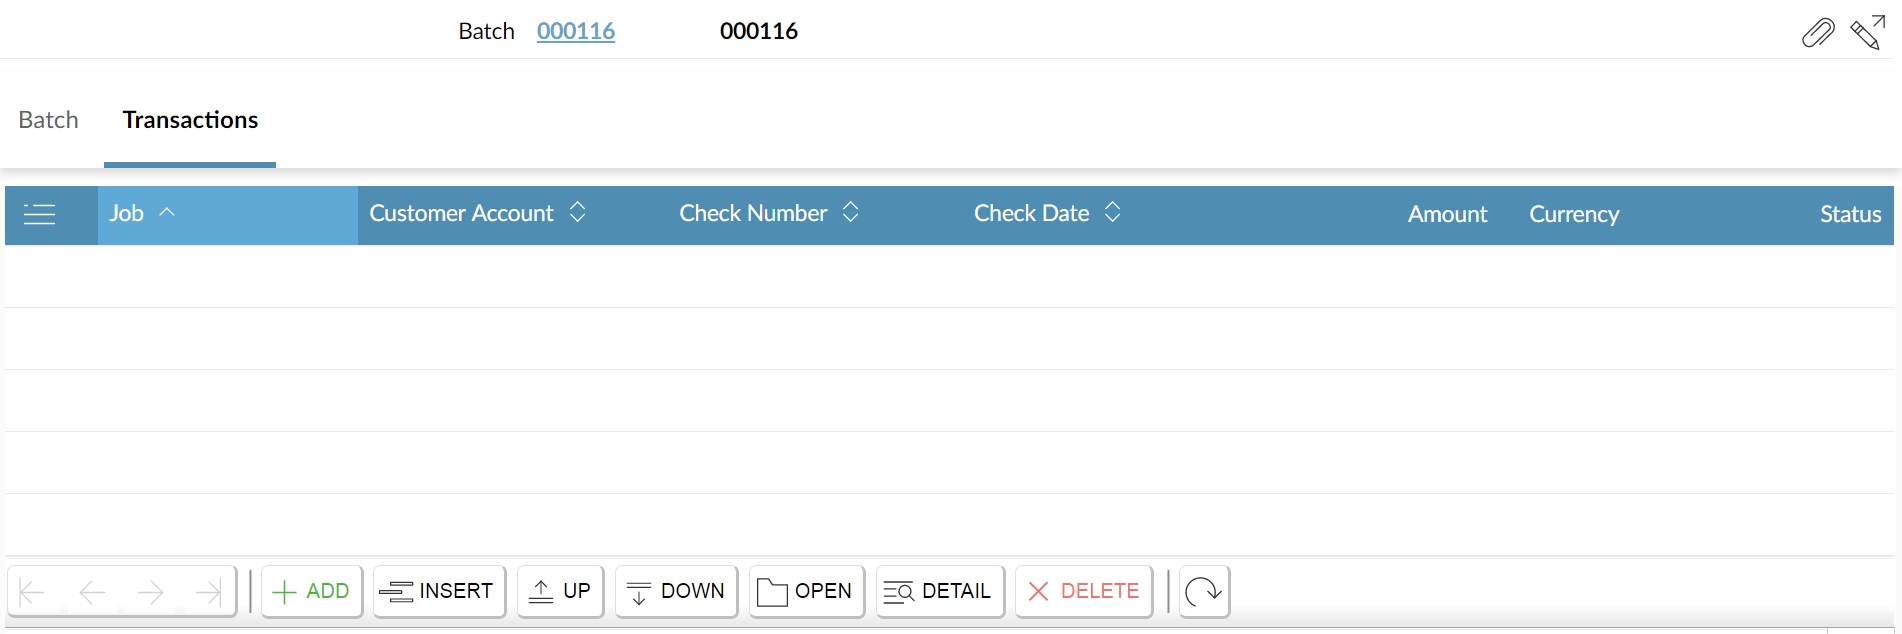 Batch 000116 000116
Batch Transactions
Job Customer Account Check Number Check Date Amount Currency Status
ADD INSERT UP DOWN OPEN DETAIL DELETE